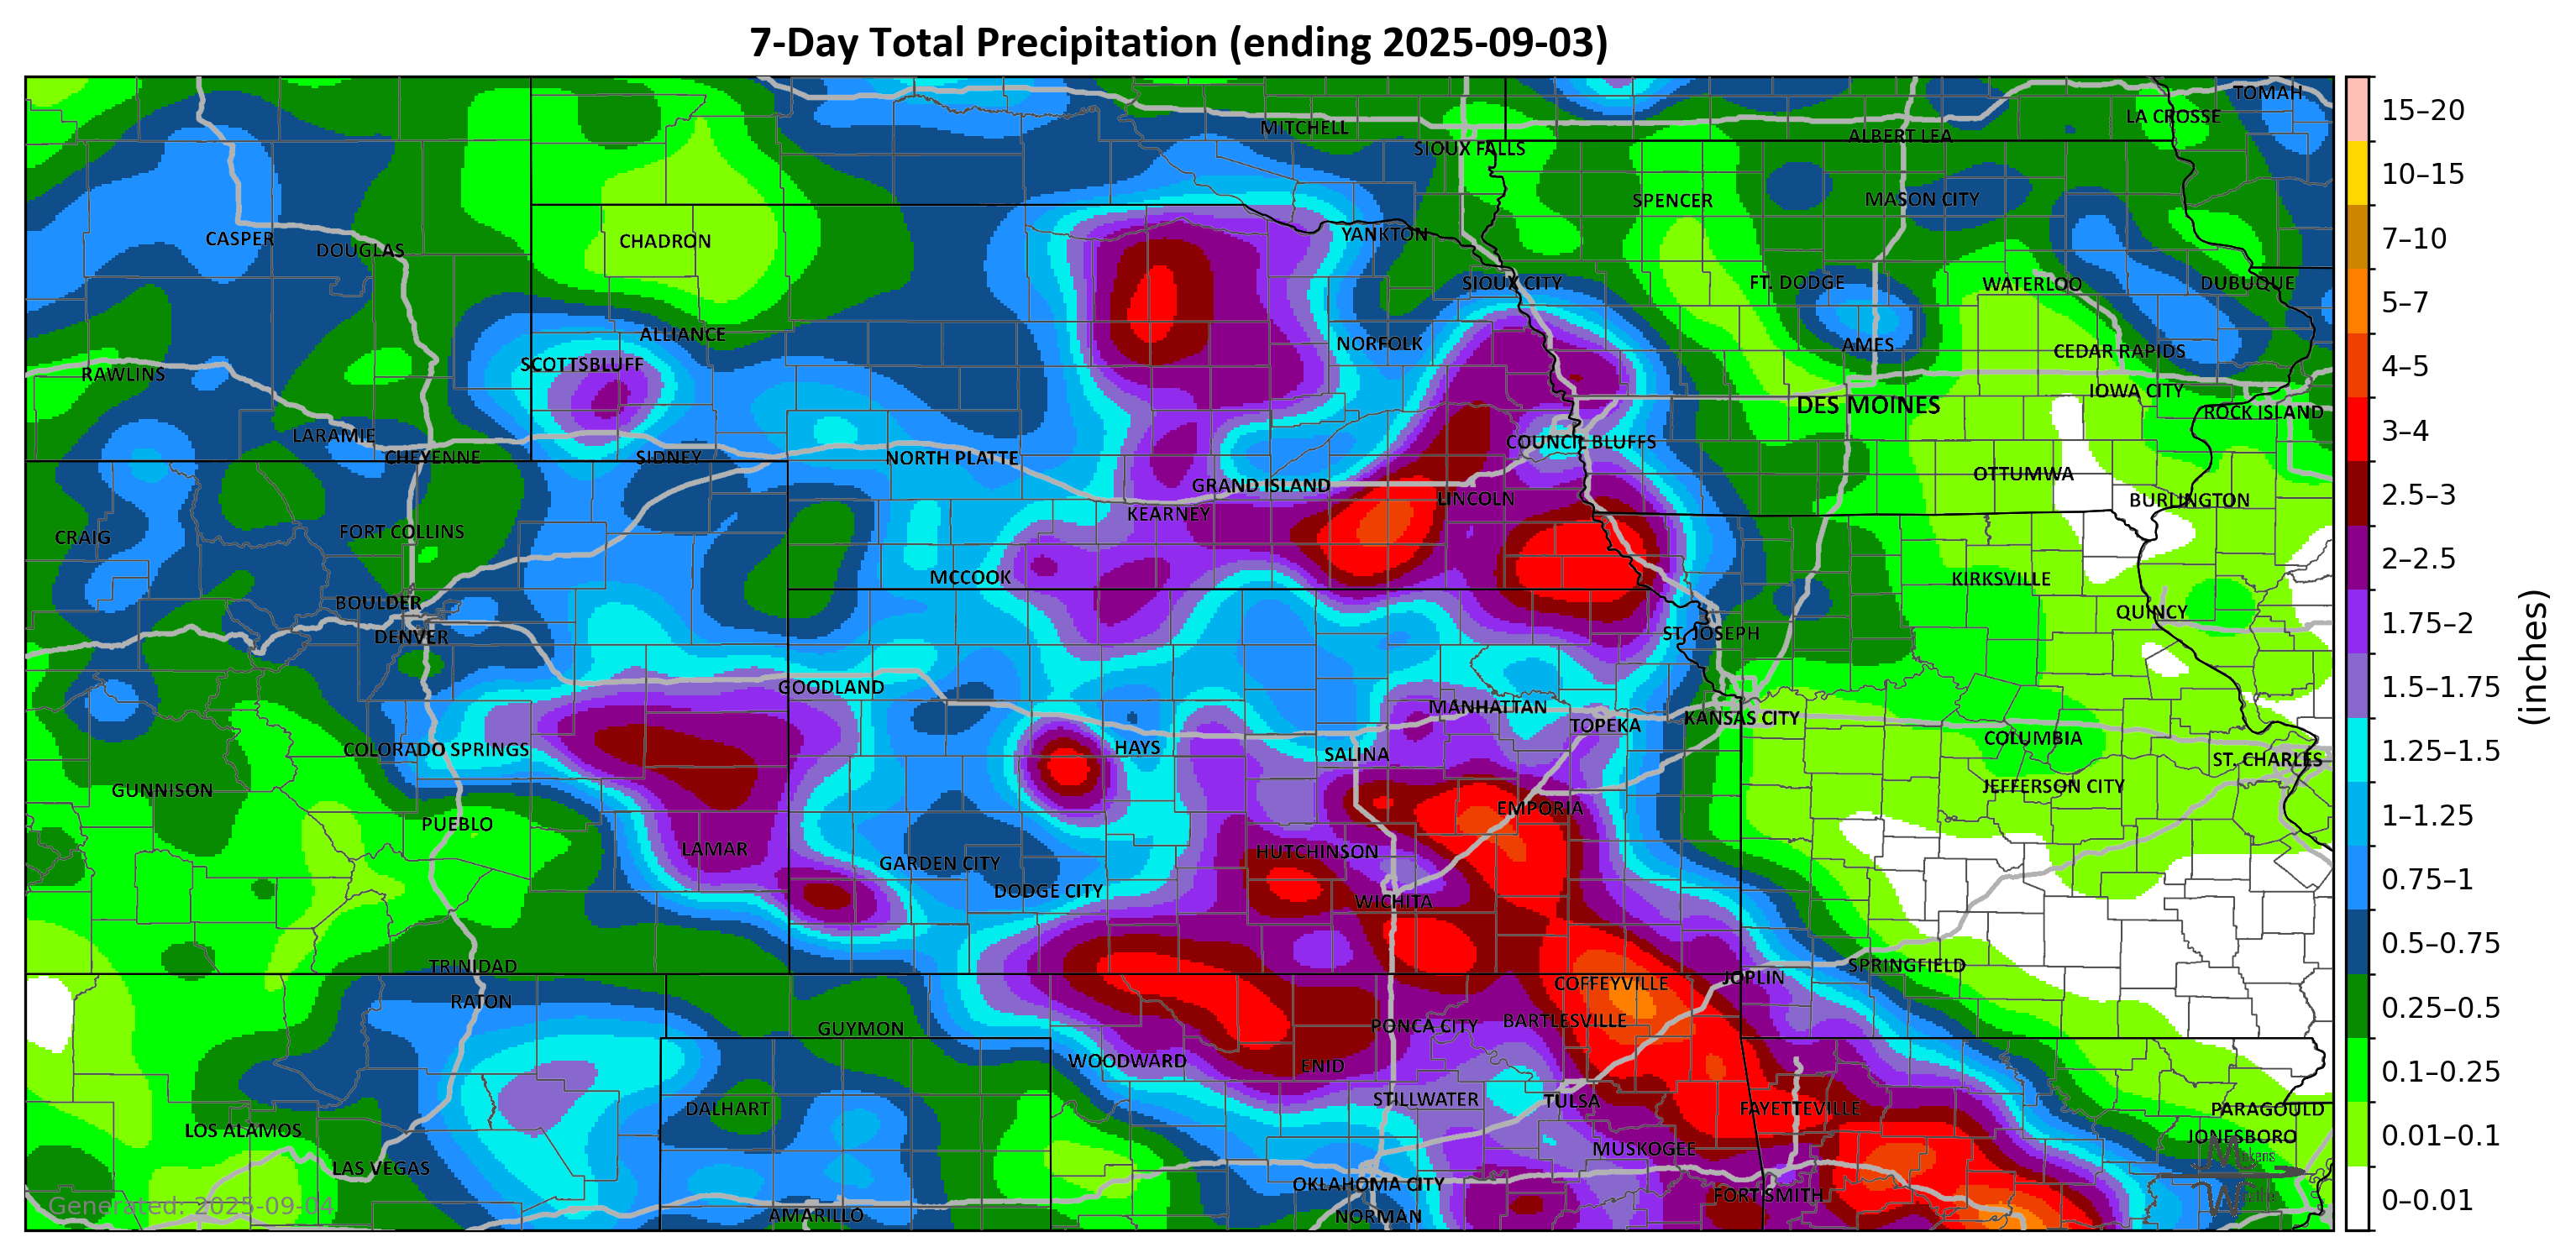 7-Day Total Precipitation (ending 2025-09-03)
TOMAH
LA CROSSE
MITCHELL
ALBERT LEA
SIOUX FALLS
SPENCER
MASON CITY
CASPER
DOUGLAS
CHADRON
YANKTON
SIOUX CITY
FT. DODGE
WATERLOO
DUBUQUE
ALLIANCE
NORFOLK
AMES
CEDAR RAPIDS
SCOTTSBLUFF
RAWLINS
IOWA CITY
DES MOINES
ROCK ISLAND
LARAMIE
COUNCIL BLUFFS
CHEYENNE
SIDNEY
NORTH PLATTE
OTTUMWA
GRAND ISLAND
LINCOLN
BURLINGTON
KEARNEY
CRAIG
FORT COLLINS
MCCOOK
KIRKSVILLE
BOULDER
QUINCY
DENVER
ST. JOSEPH
GOODLAND
MANHATTAN
TOPEKA
KANSAS CITY
COLUMBIA
COLORADO SPRINGS
HAYS
SALINA
ST. CHARLES
GUNNISON
JEFFERSON CITY
EMPORIA
PUEBLO
LAMAR
HUTCHINSON
GARDEN CITY
DODGE CITY
WICHITA
TRINIDAD
SPRINGFIELD
JOPLIN
COFFEYVILLE
RATON
GUYMON
PONCA CITY
BARTLESVILLE
WOODWARD
ENID
STILLWATER
TULSA
DALHART
FAYETTEVILLE
PARAGOULD
LOS ALAMOS
JONESBORO
MUSKOGEE
LAS VEGAS
OKLAHOMA CITY
FORT SMITH
AMARILLO
NORMAN
Generated: 2025-09-04
15–20
10–15
7–10
5–7
4–5
3–4
2.5–3
2–2.5
1.75–2
1.5–1.75
1.25–1.5
1–1.25
0.75–1
0.5–0.75
0.25–0.5
0.1–0.25
0.01–0.1
0–0.01
(inches)